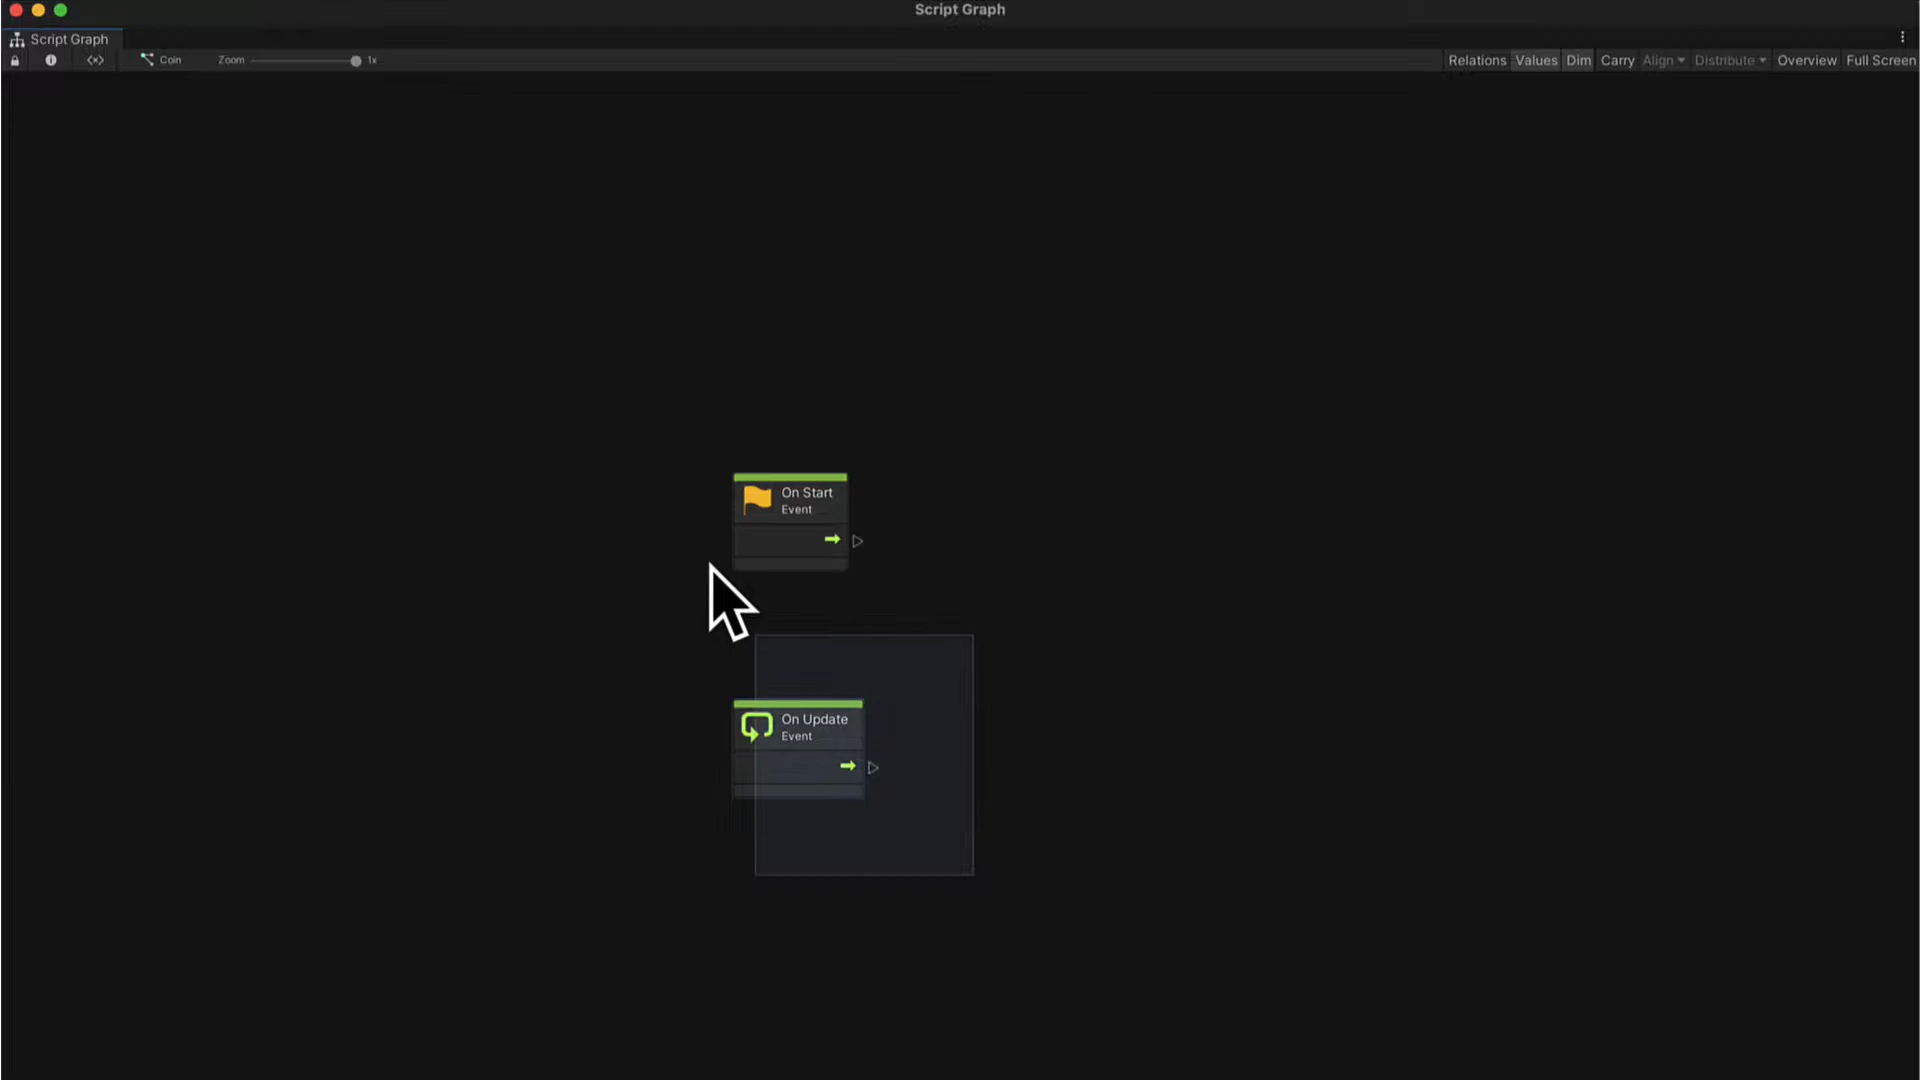 Script Graph
Script Graph
Coin Zoom 1x Relations Values Dim Carry Align Distribute Overview Full Screen
On Start
Event
On Update
Event